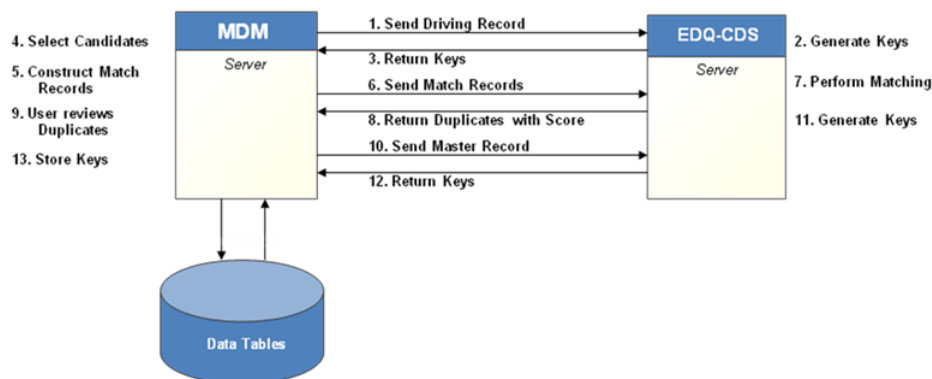 MDM
Server
EDQ-CDS
Server
1. Send Driving Record
3. Return Keys
6. Send Match Records
8. Return Duplicates with Score
10. Send Master Record
12. Return Keys
4. Select Candidates
5. Construct Match
Records
9. User reviews
Duplicates
13. Store Keys
2. Generate Keys
7. Perform Matching
11. Generate Keys
Data Tables